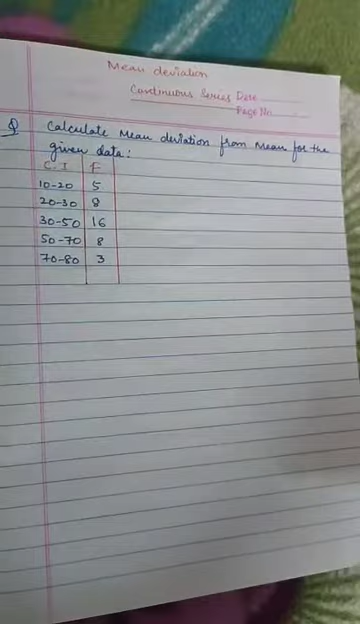 Mean deviation
Continuous Series Date
Page No.
Q Calculate Mean deviation from Mean for the
given data:
C.I F
10-20 5
20-30 8
30-50 16
50-70 8
70-80 3